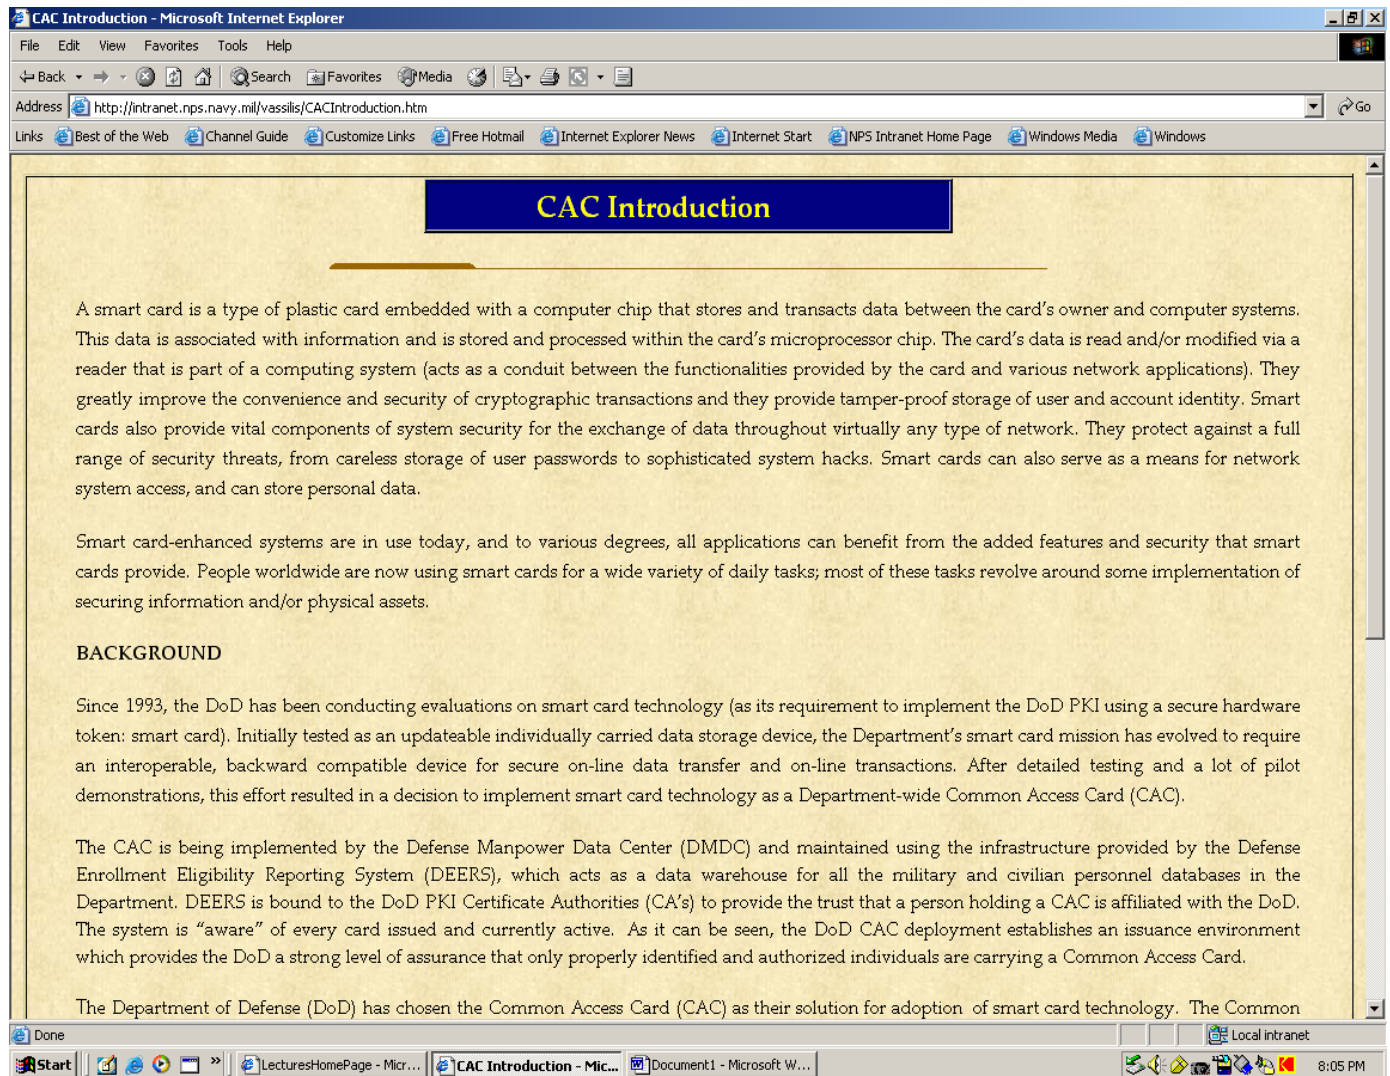 CAC Introduction - Microsoft Internet Explorer
File Edit View Favorites Tools Help
Back Search Favorites Media
Address http://intranet.nps.navy.mil/vassilis/CACIntroduction.htm Go
Links Best of the Web Channel Guide Customize Links Free Hotmail Internet Explorer News Internet Start NPS Intranet Home Page Windows Media Windows
CAC Introduction
A smart card is a type of plastic card embedded with a computer chip that stores and transacts data between the card's owner and computer systems.
This data is associated with information and is stored and processed within the card's microprocessor chip. The card's data is read and/or modified via a
reader that is part of a computing system (acts as a conduit between the functionalities provided by the card and various network applications). They
greatly improve the convenience and security of cryptographic transactions and they provide tamper-proof storage of user and account identity. Smart
cards also provide vital components of system security for the exchange of data throughout virtually any type of network. They protect against a full
range of security threats, from careless storage of user passwords to sophisticated system hacks. Smart cards can also serve as a means for network
system access, and can store personal data.
Smart card-enhanced systems are in use today, and to various degrees, all applications can benefit from the added features and security that smart
cards provide. People worldwide are now using smart cards for a wide variety of daily tasks; most of these tasks revolve around some implementation of
securing information and/or physical assets.
BACKGROUND
Since 1993, the DoD has been conducting evaluations on smart card technology (as its requirement to implement the DoD PKI using a secure hardware
token: smart card). Initially tested as an updateable individually carried data storage device, the Department's smart card mission has evolved to require
an interoperable, backward compatible device for secure on-line data transfer and on-line transactions. After detailed testing and a lot of pilot
demonstrations, this effort resulted in a decision to implement smart card technology as a Department-wide Common Access Card (CAC).
The CAC is being implemented by the Defense Manpower Data Center (DMDC) and maintained using the infrastructure provided by the Defense
Enrollment Eligibility Reporting System (DEERS), which acts as a data warehouse for all the military and civilian personnel databases in the
Department. DEERS is bound to the DoD PKI Certificate Authorities (CA's) to provide the trust that a person holding a CAC is affiliated with the DoD.
The system is "aware" of every card issued and currently active. As it can be seen, the DoD CAC deployment establishes an issuance environment
which provides the DoD a strong level of assurance that only properly identified and authorized individuals are carrying a Common Access Card.
The Department of Defense (DoD) has chosen the Common Access Card (CAC) as their solution for adoption of smart card technology. The Common
Done Local intranet
Start » LecturesHomePage - Micr... CAC Introduction - Mic... Document1 - Microsoft W... 8:05 PM